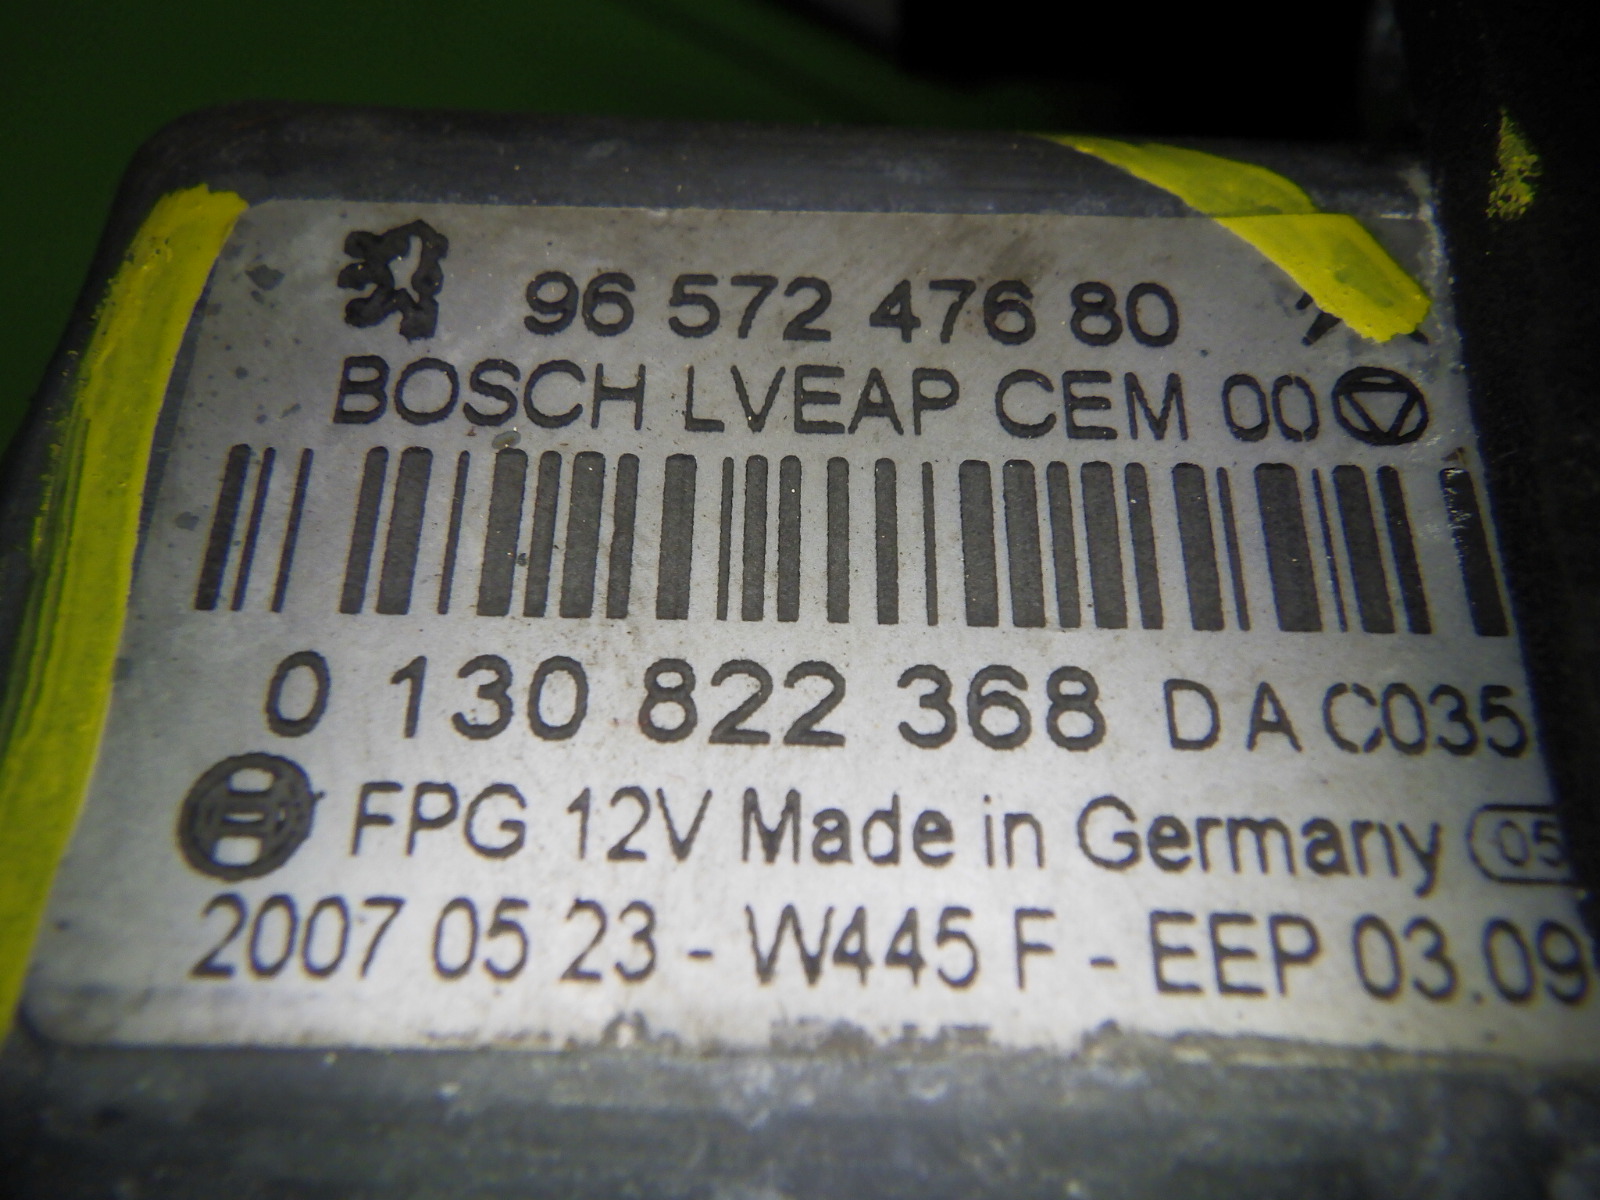 96 572 476 80
BOSCH LVEAP CEM 00
0 130 822 368 D A C035
FPG 12V Made in Germany 05
2007 05 23 - W445 F - EEP 03.09